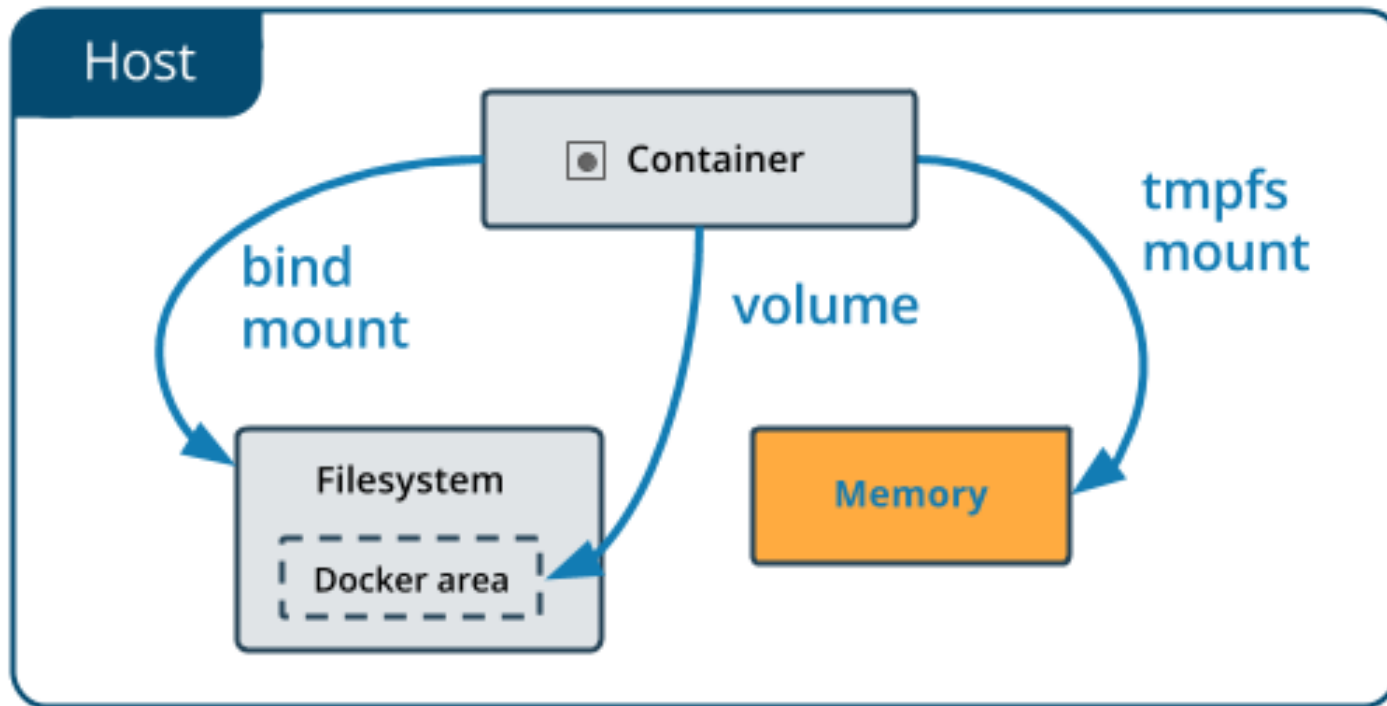 Host
Container
bind
mount
volume
tmpfs
mount
Filesystem
Docker area
Memory